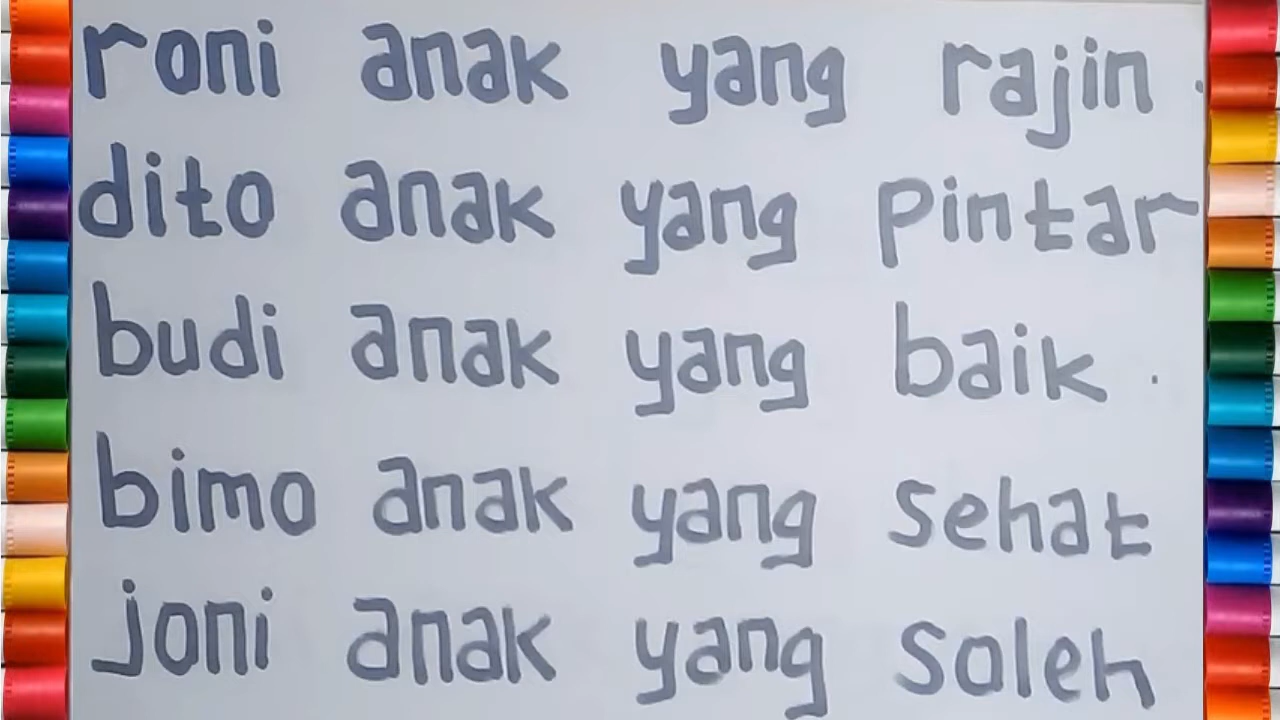 roni anak yang rajin .
dito anak yang pintar
budi anak yang baik .
bimo anak yang sehat
joni anak yang soleh